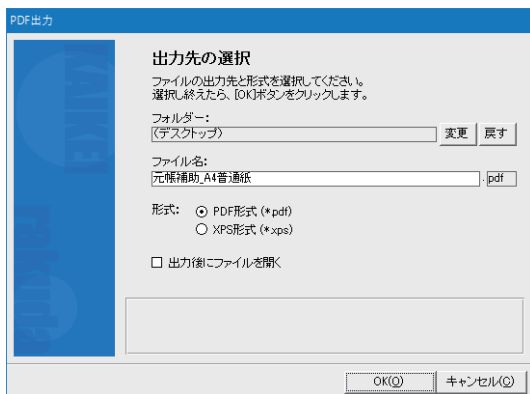 PDF出力
出力先の選択
ファイルの出力先と形式を選択してください。
選択し終えたら、[OK]ボタンをクリックします。
フォルダー:
(デスクトップ) 変更 戻す
ファイル名:
元帳補助_A4普通紙 .pdf
形式: PDF形式 (*pdf)
XPS形式 (*xps)
出力後にファイルを開く
OK(O) キャンセル(C)
KAIKEI
rakuda